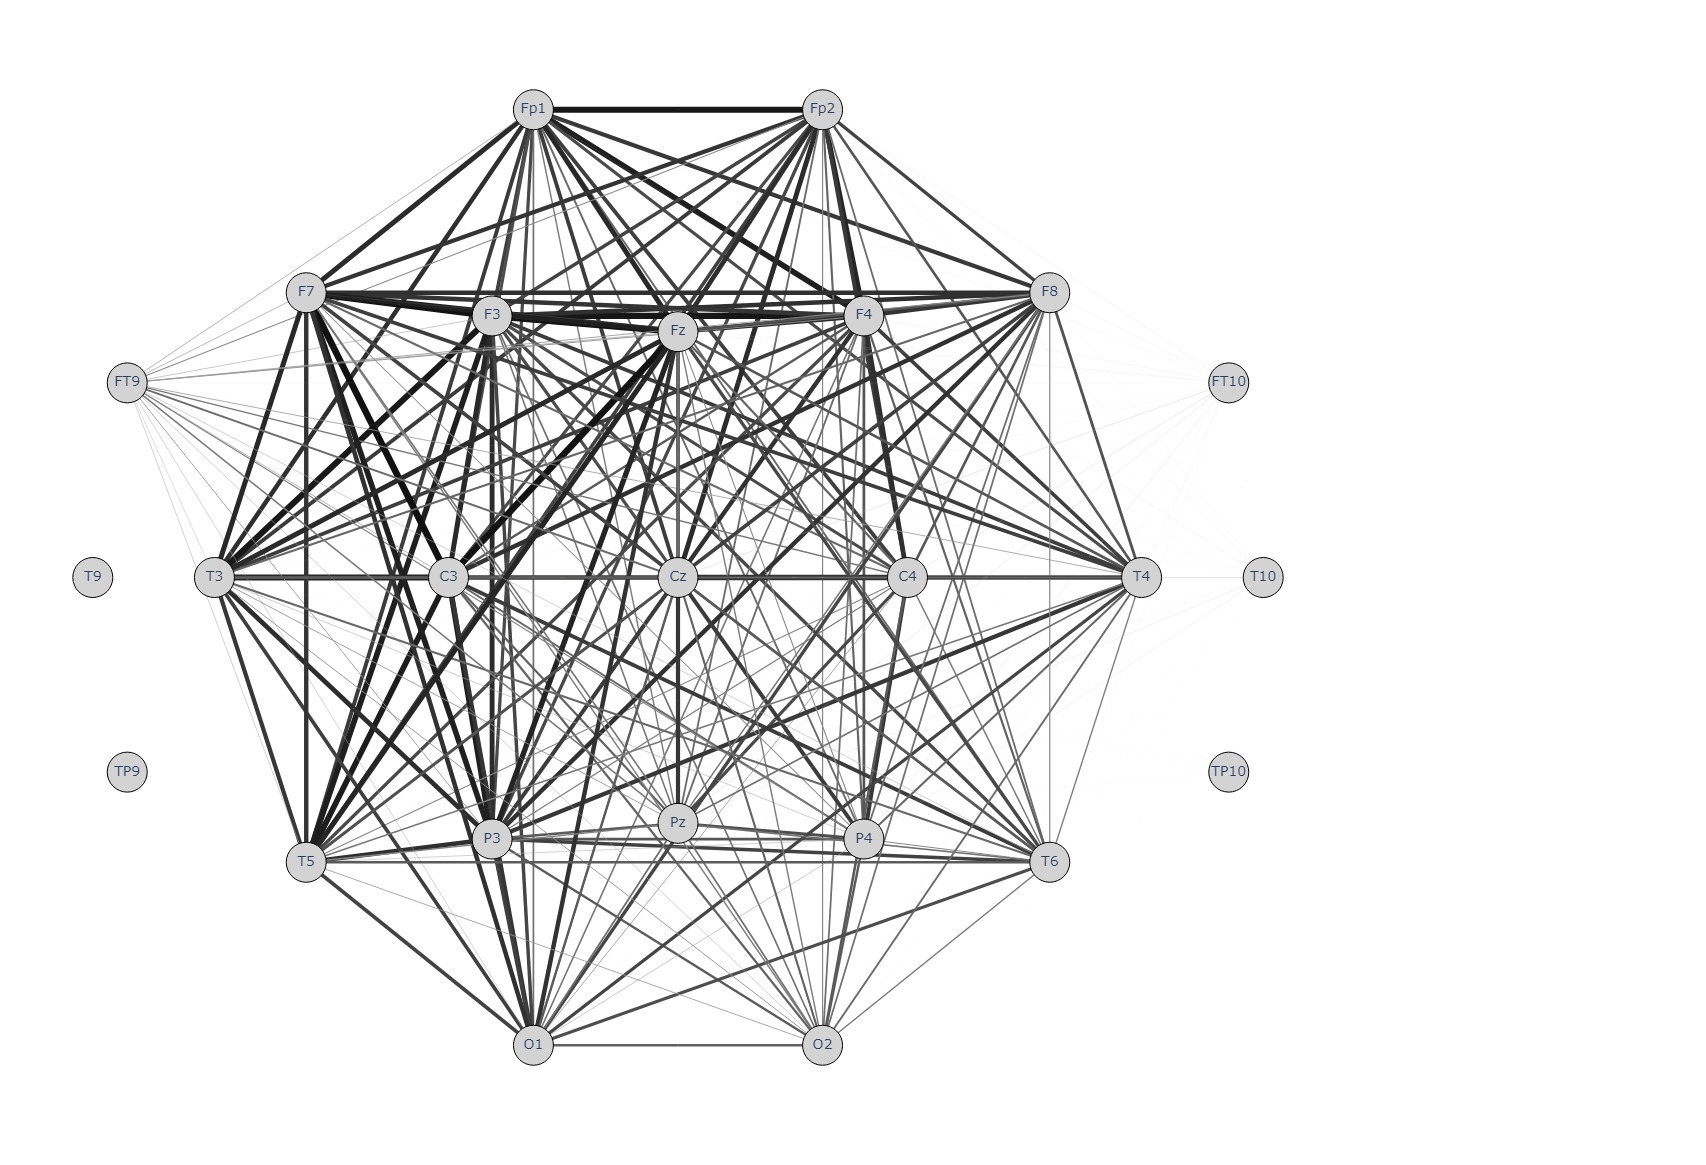 Fp1 Fp2
F7 F3 Fz F4 F8
FT9 FT10
T9 T3 C3 Cz C4 T4 T10
TP9 TP10
T5 P3 Pz P4 T6
O1 O2